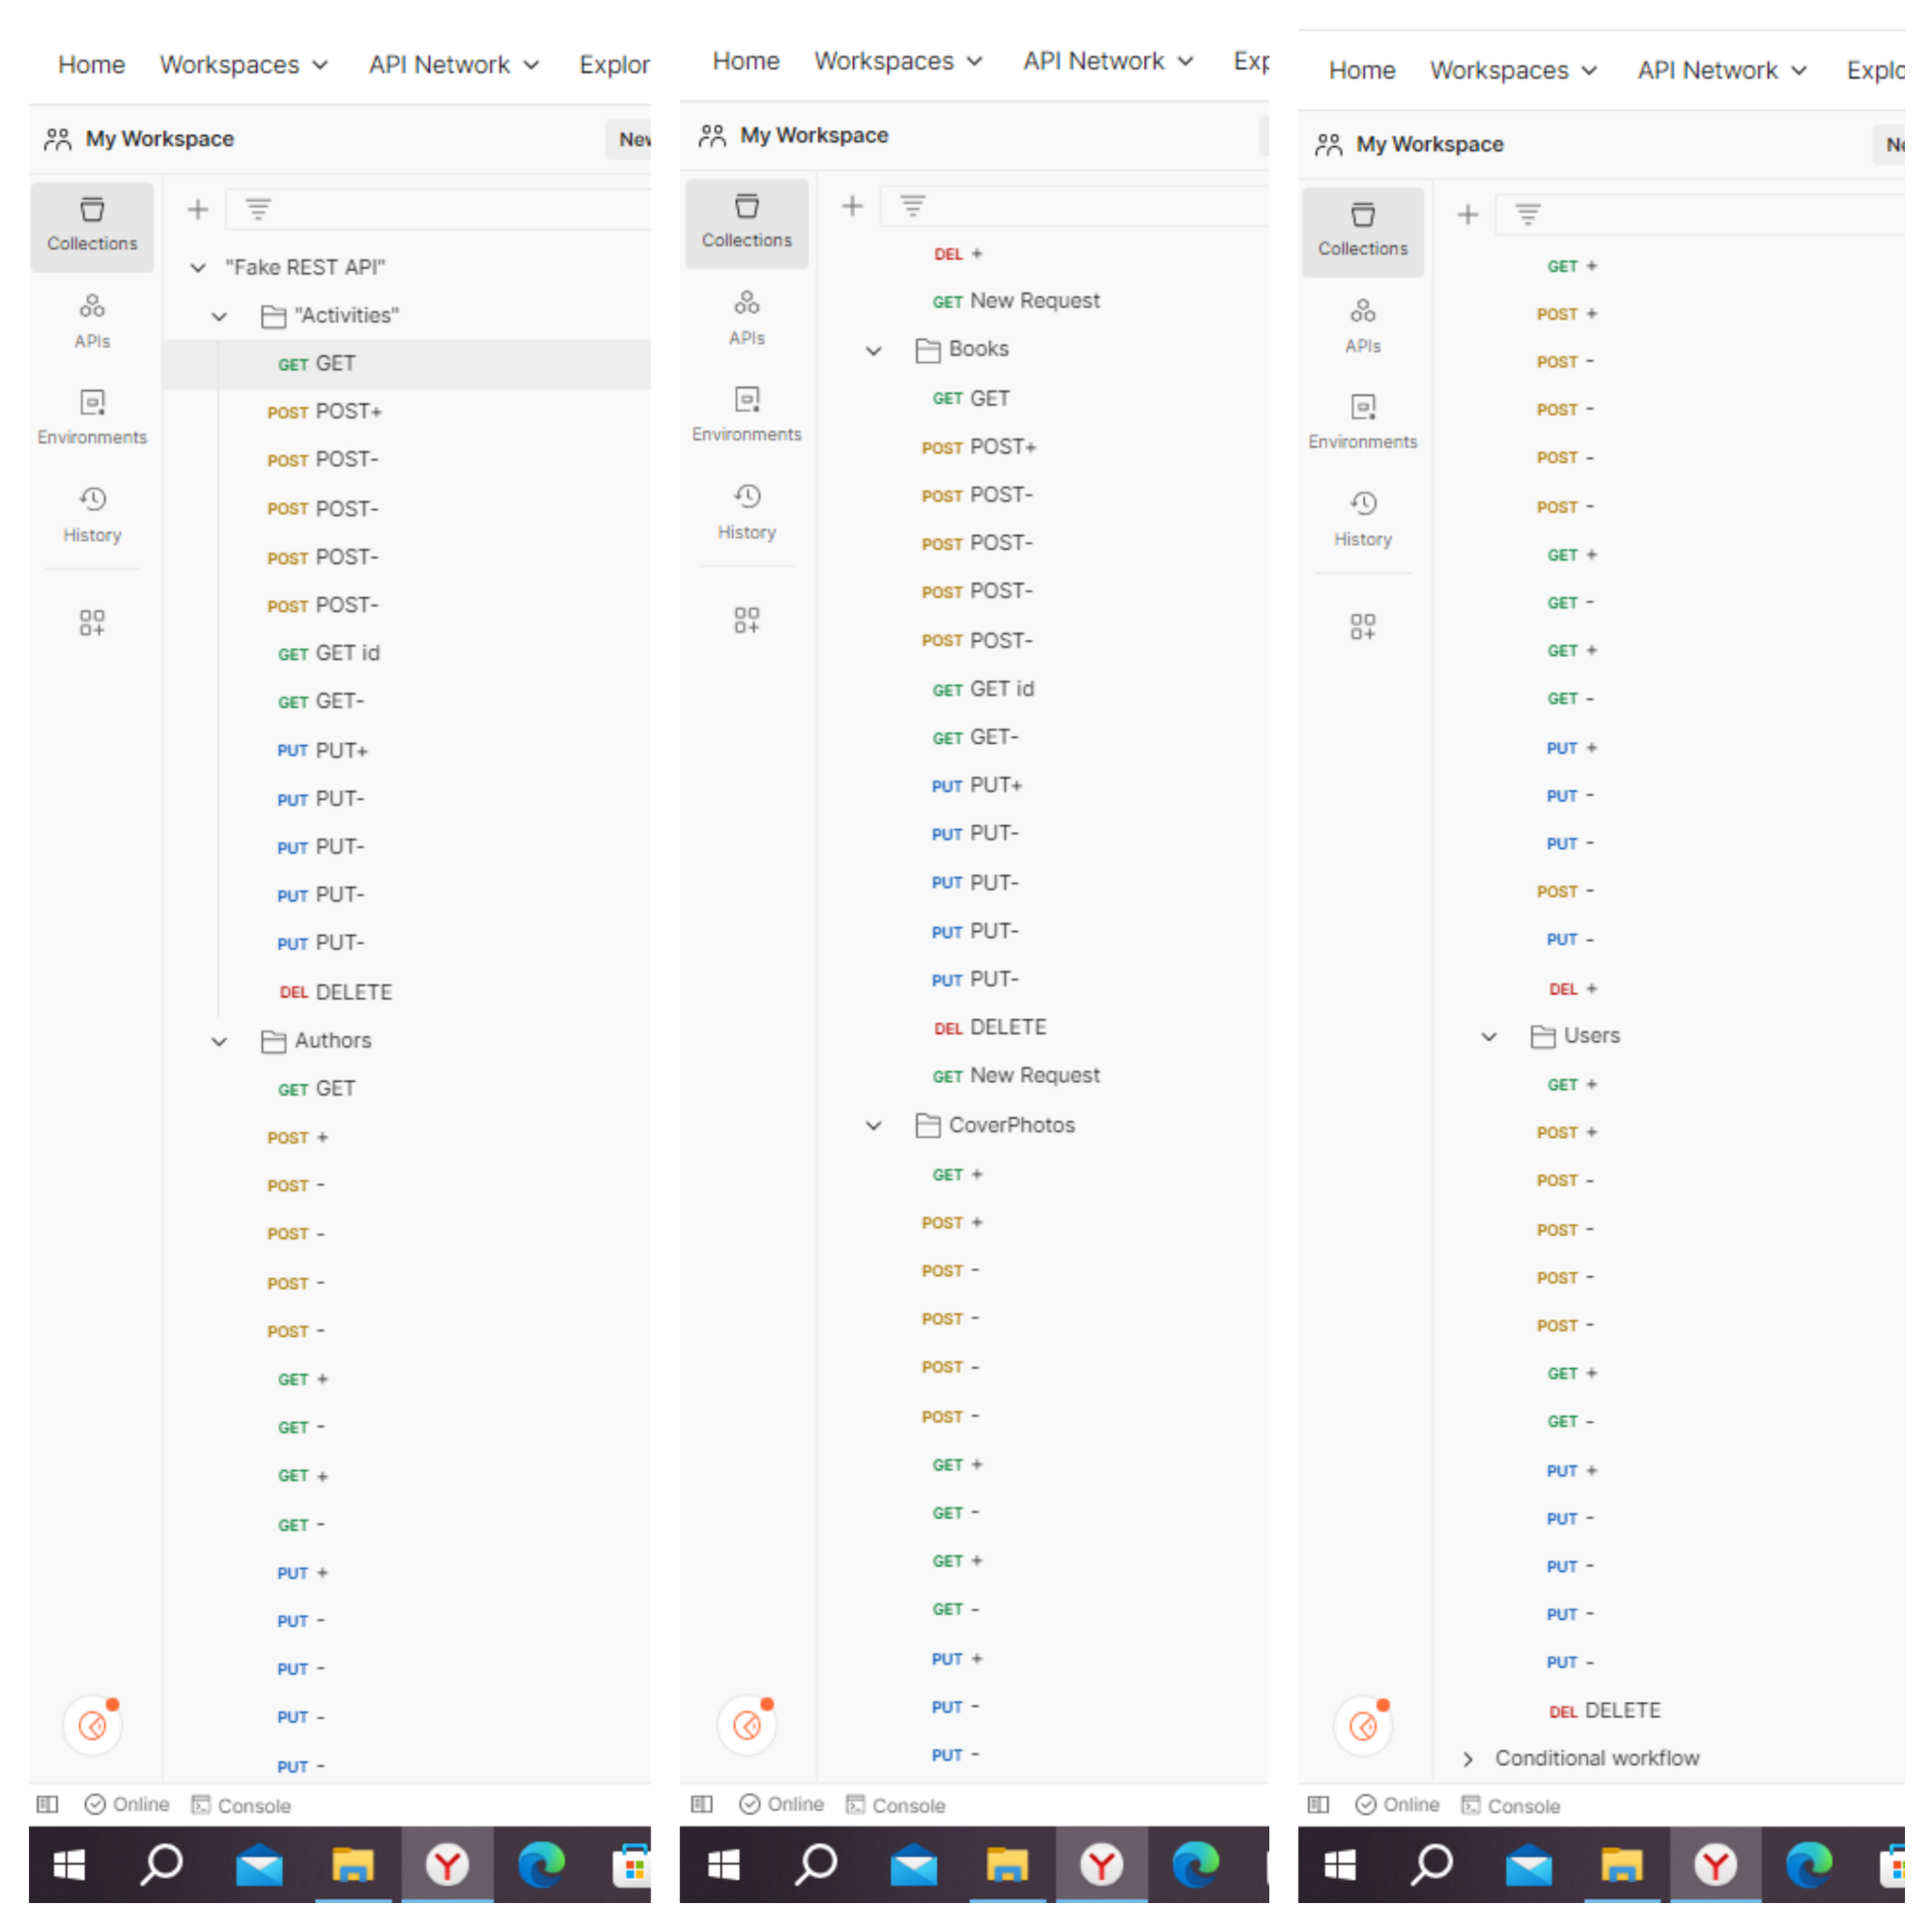 Home Workspaces API Network Explor
My Workspace New
Collections
APIs
Environments
History
"Fake REST API"
"Activities"
GET GET
POST POST+
POST POST-
POST POST-
POST POST-
POST POST-
GET GET id
GET GET-
PUT PUT+
PUT PUT-
PUT PUT-
PUT PUT-
PUT PUT-
DEL DELETE
Authors
GET GET
POST +
POST -
POST -
POST -
POST -
GET +
GET -
GET +
GET -
PUT +
PUT -
PUT -
PUT -
PUT -
Online Console
Home Workspaces API Network Exp
My Workspace
Collections
APIs
Environments
History
DEL +
GET New Request
Books
GET GET
POST POST+
POST POST-
POST POST-
POST POST-
POST POST-
GET GET id
GET GET-
PUT PUT+
PUT PUT-
PUT PUT-
PUT PUT-
PUT PUT-
DEL DELETE
GET New Request
CoverPhotos
GET +
POST +
POST -
POST -
POST -
POST -
GET +
GET -
GET +
GET -
PUT +
PUT -
PUT -
Online Console
Home Workspaces API Network Explo
My Workspace Ne
Collections
APIs
Environments
History
GET +
POST +
POST -
POST -
POST -
POST -
GET +
GET -
GET +
GET -
PUT +
PUT -
PUT -
POST -
PUT -
DEL +
Users
GET +
POST +
POST -
POST -
POST -
POST -
GET +
GET -
PUT +
PUT -
PUT -
PUT -
PUT -
DEL DELETE
Conditional workflow
Online Console